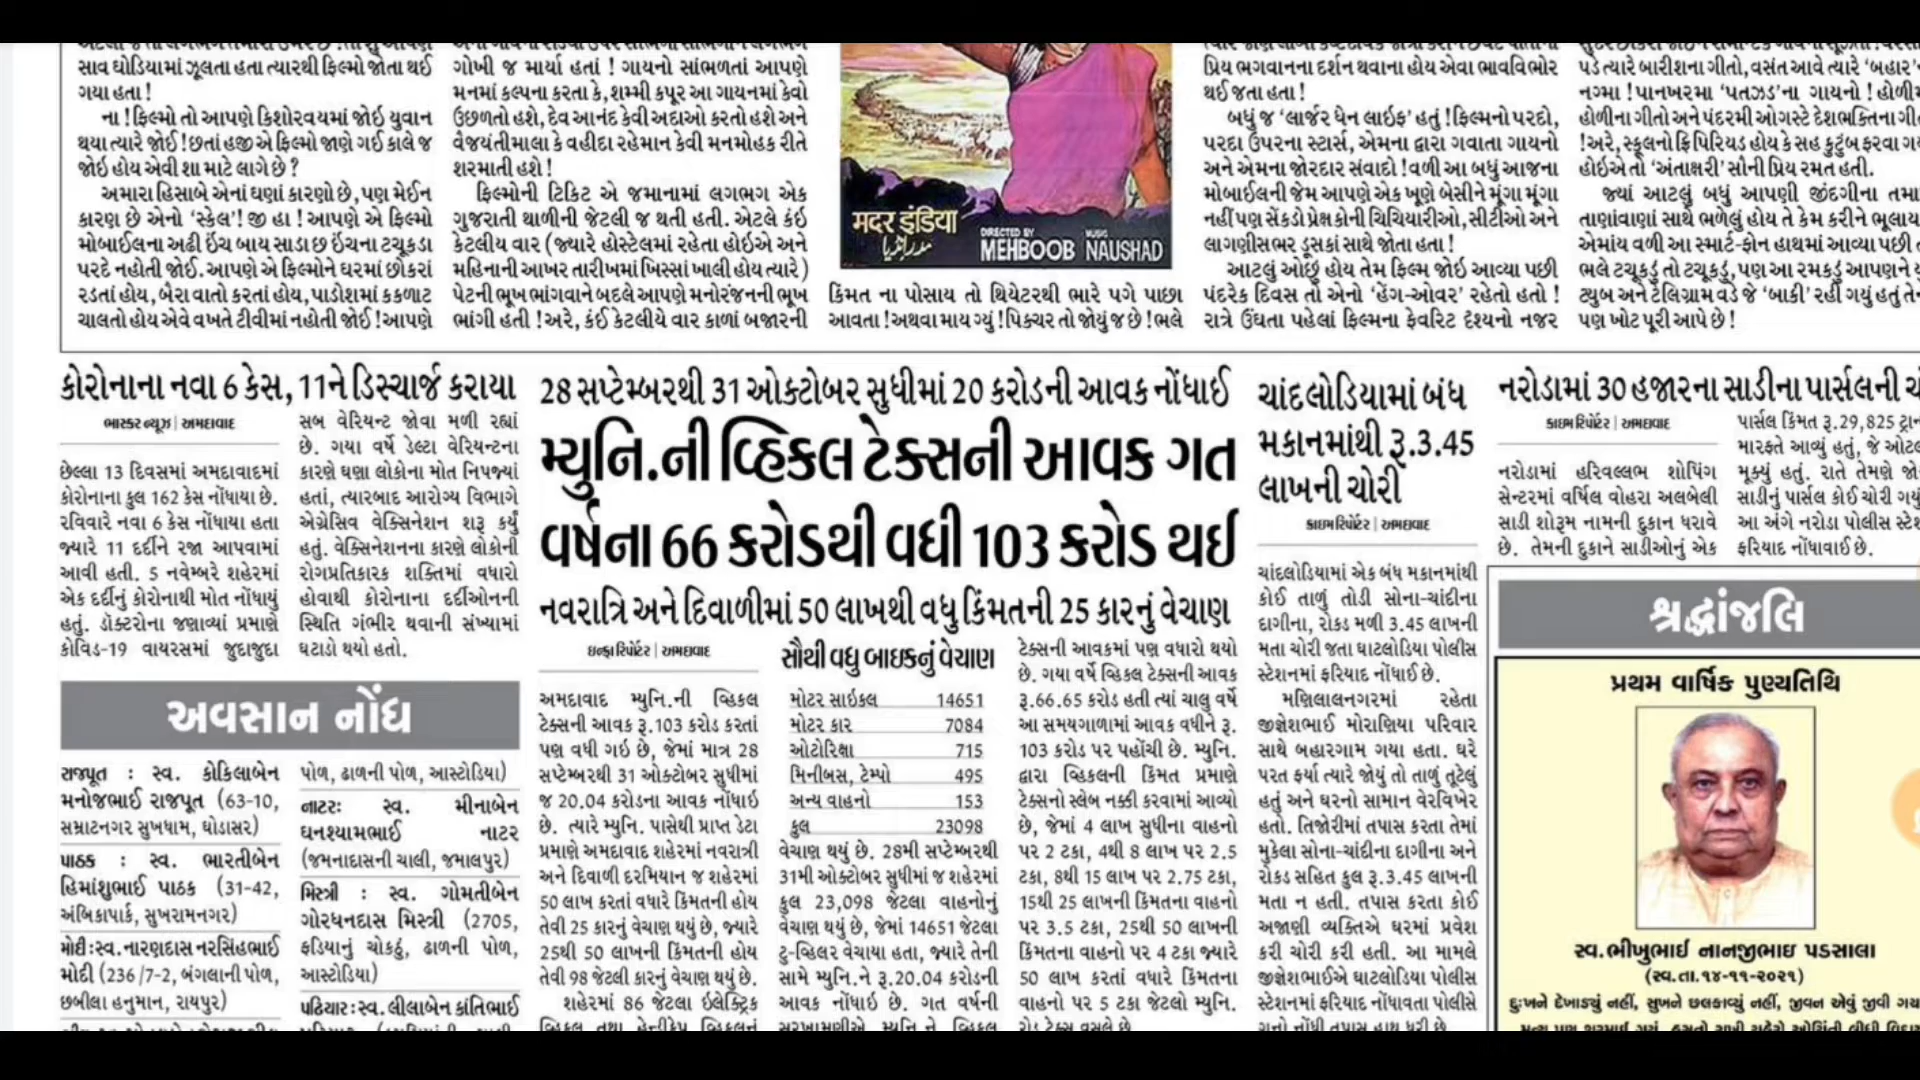 સાવ ઘોડિયામાં ઝૂલતા હતા ત્યારથી ફિલ્મો જોતા થઈ
ગયા હતા !
ના ! ફિલ્મો તો આપણે કિશોરવયમાં જોઇ યુવાન
થયા ત્યારે જોઈ ! છતાં હજી એ ફિલ્મો જાણે ગઈ કાલે જ
જોઇ હોય એવી શા માટે લાગે છે ?
અમારા હિસાબે એનાં ઘણાં કારણો છે, પણ મેઈન
કારણ છે એનો ‘સ્કેલ’! જી હા ! આપણે એ ફિલ્મો
મોબાઈલના અઢી ઇંચ બાય સાડા છ ઇંચના ટચૂકડા
પરદે નહોતી જોઈ. આપણે એ ફિલ્મોને ઘરમાં છોકરાં
રડતાં હોય, બૈરા વાતો કરતાં હોય, પાડોશમાં કકળાટ
ચાલતો હોય એવે વખતે ટીવીમાં નહોતી જોઈ ! આપણે
ગોખી જ માર્યા હતાં ! ગાયનો સાંભળતાં આપણે
મનમાં કલ્પના કરતા કે, શમ્મી કપૂર આ ગાયનમાં કેવો
ઉછળતો હશે, દેવ આનંદ કેવી અદાઓ કરતો હશે અને
વૈજયંતીમાલા કે વહીદા રહેમાન કેવી મનમોહક રીતે
શરમાતી હશે !
ફિલ્મોની ટિકિટ એ જમાનામાં લગભગ એક
ગુજરાતી થાળીની જેટલી જ થતી હતી. એટલે કંઇ
કેટલીય વાર (જ્યારે હોસ્ટેલમાં રહેતા હોઇએ અને
મહિનાની આખર તારીખમાં ખિસ્સાં ખાલી હોય ત્યારે)
પેટની ભૂખ ભાંગવાને બદલે આપણે મનોરંજનની ભૂખ
ભાંગી હતી ! અરે, કંઈ કેટલીયે વાર કાળાં બજારની
मदर इंडिया
مدر انڈیا
DIRECTED BY
MEHBOOB
MUSIC
NAUSHAD
કિંમત ના પોસાય તો થિયેટરથી ભારે પગે પાછા
આવતા ! અથવા માય ગ્યું ! પિક્ચર તો જોયું જ છે ! ભલે
પ્રિય ભગવાનના દર્શન થવાના હોય એવા ભાવવિભોર
થઈ જતા હતા !
બધું જ ‘લાર્જર ધેન લાઇફ’ હતું ! ફિલ્મનો પરદો,
પરદા ઉપરના સ્ટાર્સ, એમના દ્વારા ગવાતા ગાયનો
અને એમના જોરદાર સંવાદો ! વળી આ બધું આજના
મોબાઈલની જેમ આપણે એક ખૂણે બેસીને મૂંગા મૂંગા
નહીં પણ સેંકડો પ્રેક્ષકોની ચિચિયારીઓ, સીટીઓ અને
લાગણીસભર ડૂસકાં સાથે જોતા હતા !
આટલું ઓછું હોય તેમ ફિલ્મ જોઇ આવ્યા પછી
પંદરેક દિવસ તો એનો ‘હેંગ-ઓવર’ રહેતો હતો !
રાત્રે ઉંઘતા પહેલાં ફિલ્મના ફેવરિટ દૃશ્યનો નજર
પડે ત્યારે બારીશના ગીતો, વસંત આવે ત્યારે ‘બહાર’
નગ્મા ! પાનખરમા ‘પતઝડ’ના ગાયનો !
હોળીના ગીતો અને પંદરમી ઓગસ્ટે દેશભક્તિના
! અરે, સ્કૂલનો ફ્રિ પિરિયડ હોય કે સહ કુટુંબ ફરવા
હોઇએ તો ‘અંતાક્ષરી’ સૌની પ્રિય રમત હતી.
જ્યાં આટલું બધું આપણી જીંદગીના
તાણાંવાણાં સાથે ભળેલું હોય તે કેમ કરીને
એમાંય વળી આ સ્માર્ટ-ફોન હાથમાં આવ્યા પછી
ભલે ટચૂકડું તો ટચૂકડું, પણ આ રમકડું આપણને
ટ્યુબ અને ટેલિગ્રામ વડે જે ‘બાકી’ રહી ગયું હતું
પણ ખોટ પૂરી આપે છે !
કોરોનાના નવા 6 કેસ, 11ને ડિસ્ચાર્જ કરાયા
ભાસ્કર ન્યૂઝ | અમદાવાદ
છેલ્લા 13 દિવસમાં અમદાવાદમાં
કોરોનાના કુલ 162 કેસ નોંધાયા છે.
રવિવારે નવા 6 કેસ નોંધાયા હતા
જ્યારે 11 દર્દીને રજા આપવામાં
આવી હતી. 5 નવેમ્બરે શહેરમાં
એક દર્દીનું કોરોનાથી મોત નોંધાયું
હતું. ડૉક્ટરોના જણાવ્યાં પ્રમાણે
કોવિડ-19 વાયરસમાં જુદાજુદા
સબ વેરિયન્ટ જોવા મળી રહ્યાં
છે. ગયા વર્ષે ડેલ્ટા વેરિયન્ટના
કારણે ઘણા લોકોના મોત નિપજ્યાં
હતાં, ત્યારબાદ આરોગ્ય વિભાગે
એગ્રેસિવ વેક્સિનેશન શરૂ કર્યું
હતું. વેક્સિનેશનના કારણે લોકોની
રોગપ્રતિકારક શક્તિમાં વધારો
હોવાથી કોરોનાના દર્દીઓનની
સ્થિતિ ગંભીર થવાની સંખ્યામાં
ઘટાડો થયો હતો.
અવસાન નોંધ
રાજપૂત : સ્વ. કોકિલાબેન
મનોજભાઈ રાજપૂત (63-10,
સમ્રાટનગર સુખધામ, ઘોડાસર)
પાઠક : સ્વ. ભારતીબેન
હિમાંશુભાઈ પાઠક (31-42,
અંબિકાપાર્ક, સુખરામનગર)
મોદી : સ્વ. નારણદાસ નરસિંહભાઈ
મોદી (236 /7-2, બંગલાની પોળ,
છબીલા હનુમાન, રાયપુર)
પોળ, ઢાળની પોળ, આસ્ટોડિયા)
નાટર: સ્વ. મીનાબેન
ઘનશ્યામભાઈ નાટર
(જમનાદાસની ચાલી, જમાલપુર)
મિસ્ત્રી : સ્વ. ગોમતીબેન
ગોરધનદાસ મિસ્ત્રી (2705,
ફડિયાનું ચોકઠું, ઢાળની પોળ,
આસ્ટોડિયા)
પઢિયાર : સ્વ. લીલાબેન કાંતિભાઈ
28 સપ્ટેમ્બરથી 31 ઓક્ટોબર સુધીમાં 20 કરોડની આવક નોંધાઈ
મ્યુનિ.ની વ્હિકલ ટેક્સની આવક ગત
વર્ષના 66 કરોડથી વધી 103 કરોડ થઈ
નવરાત્રિ અને દિવાળીમાં 50 લાખથી વધુ કિંમતની 25 કારનું વેચાણ
ઇન્ફ્રા રિપોર્ટર | અમદાવાદ
અમદાવાદ મ્યુનિ.ની વ્હિકલ
ટેક્સની આવક રૂ.103 કરોડ કરતાં
પણ વધી ગઇ છે, જેમાં માત્ર 28
સપ્ટેમ્બરથી 31 ઓક્ટોબર સુધીમાં
જ 20.04 કરોડના આવક નોંધાઇ
છે. ત્યારે મ્યુનિ. પાસેથી પ્રાપ્ત ડેટા
પ્રમાણે અમદાવાદ શહેરમાં નવરાત્રી
અને દિવાળી દરમિયાન જ શહેરમાં
50 લાખ કરતાં વધારે કિંમતની હોય
તેવી 25 કારનું વેચાણ થયું છે, જ્યારે
25થી 50 લાખની કિંમતની હોય
તેવી 98 જેટલી કારનું વેચાણ થયું છે.
શહેરમાં 86 જેટલા ઇલેક્ટ્રિક
સૌથી વધુ બાઇકનું વેચાણ
મોટર સાઇકલ 14651
મોટર કાર 7084
ઓટોરિક્ષા 715
મિનીબસ, ટેમ્પો 495
અન્ય વાહનો 153
કુલ 23098
વેચાણ થયું છે. 28મી સપ્ટેમ્બરથી
31મી ઓક્ટોબર સુધીમાં જ શહેરમાં
કુલ 23,098 જેટલા વાહનોનું
વેચાણ થયું છે, જેમાં 14651 જેટલા
ટુ-વ્હિલર વેચાયા હતા, જ્યારે તેની
સામે મ્યુનિ.ને રૂ.20.04 કરોડની
આવક નોંધાઇ છે. ગત વર્ષની
ટેક્સની આવકમાં પણ વધારો થયો
છે. ગયા વર્ષે વ્હિકલ ટેક્સની આવક
રૂ.66.65 કરોડ હતી ત્યાં ચાલુ વર્ષે
આ સમયગાળામાં આવક વધીને રૂ.
103 કરોડ પર પહોંચી છે. મ્યુનિ.
દ્વારા વ્હિકલની કિંમત પ્રમાણે
ટેક્સનો સ્લેબ નક્કી કરવામાં આવ્યો
છે, જેમાં 4 લાખ સુધીના વાહનો
પર 2 ટકા, 4થી 8 લાખ પર 2.5
ટકા, 8થી 15 લાખ પર 2.75 ટકા,
15થી 25 લાખની કિંમતના વાહનો
પર 3.5 ટકા, 25થી 50 લાખની
કિંમતના વાહનો પર 4 ટકા જ્યારે
50 લાખ કરતાં વધારે કિંમતના
વાહનો પર 5 ટકા જેટલો મ્યુનિ.
રોડ ટેક્સ વસૂલે છે.
ચાંદલોડિયામાં બંધ
મકાનમાંથી રૂ.3.45
લાખની ચોરી
ક્રાઇમ રિપોર્ટર | અમદાવાદ
ચાંદલોડિયામાં એક બંધ મકાનમાંથી
કોઈ તાળું તોડી સોના-ચાંદીના
દાગીના, રોકડ મળી 3.45 લાખની
મતા ચોરી જતા ઘાટલોડિયા પોલીસ
સ્ટેશનમાં ફરિયાદ નોંધાઈ છે.
મણિલાલનગરમાં રહેતા
જીજ્ઞેશભાઈ મોરાણિયા પરિવાર
સાથે બહારગામ ગયા હતા. ઘરે
પરત ફર્યા ત્યારે જોયું તો તાળું તૂટેલું
હતું અને ઘરનો સામાન વેરવિખેર
હતો. તિજોરીમાં તપાસ કરતા તેમાં
મુકેલા સોના-ચાંદીના દાગીના અને
રોકડ સહિત કુલ રૂ.3.45 લાખની
મતા ન હતી. તપાસ કરતા કોઈ
અજાણી વ્યક્તિએ ઘરમાં પ્રવેશ
કરી ચોરી કરી હતી. આ મામલે
જીજ્ઞેશભાઈએ ઘાટલોડિયા પોલીસ
સ્ટેશનમાં ફરિયાદ નોંધાવતા પોલીસે
ગુનો નોંધી તપાસ હાથ ધરી છે.
નરોડામાં 30 હજારના સાડીના પાર્સલની
ક્રાઇમ રિપોર્ટર | અમદાવાદ
નરોડામાં હરિવલ્લભ શોપિંગ
સેન્ટરમાં વર્ષિલ વોહરા અલબેલી
સાડી શોરૂમ નામની દુકાન ધરાવે
છે. તેમની દુકાને સાડીઓનું એક
પાર્સલ કિંમત રૂ.29,825
મારફતે આવ્યું હતું, જે
મૂક્યું હતું. રાતે તેમણે
સાડીનું પાર્સલ કોઈ ચોરી
આ અંગે નરોડા પોલીસ
ફરિયાદ નોંધાવાઈ છે.
શ્રદ્ધાંજલિ
પ્રથમ વાર્ષિક પુણ્યતિથિ
સ્વ.ભીખુભાઈ નાનજીભાઇ પડસાલા
(સ્વ.તા.૧૪-૧૧-૨૦૨૧)
દુઃખને દેખાડ્યું નહીં, સુખને છલકાવ્યું નહીં, જીવન એવું જીવી